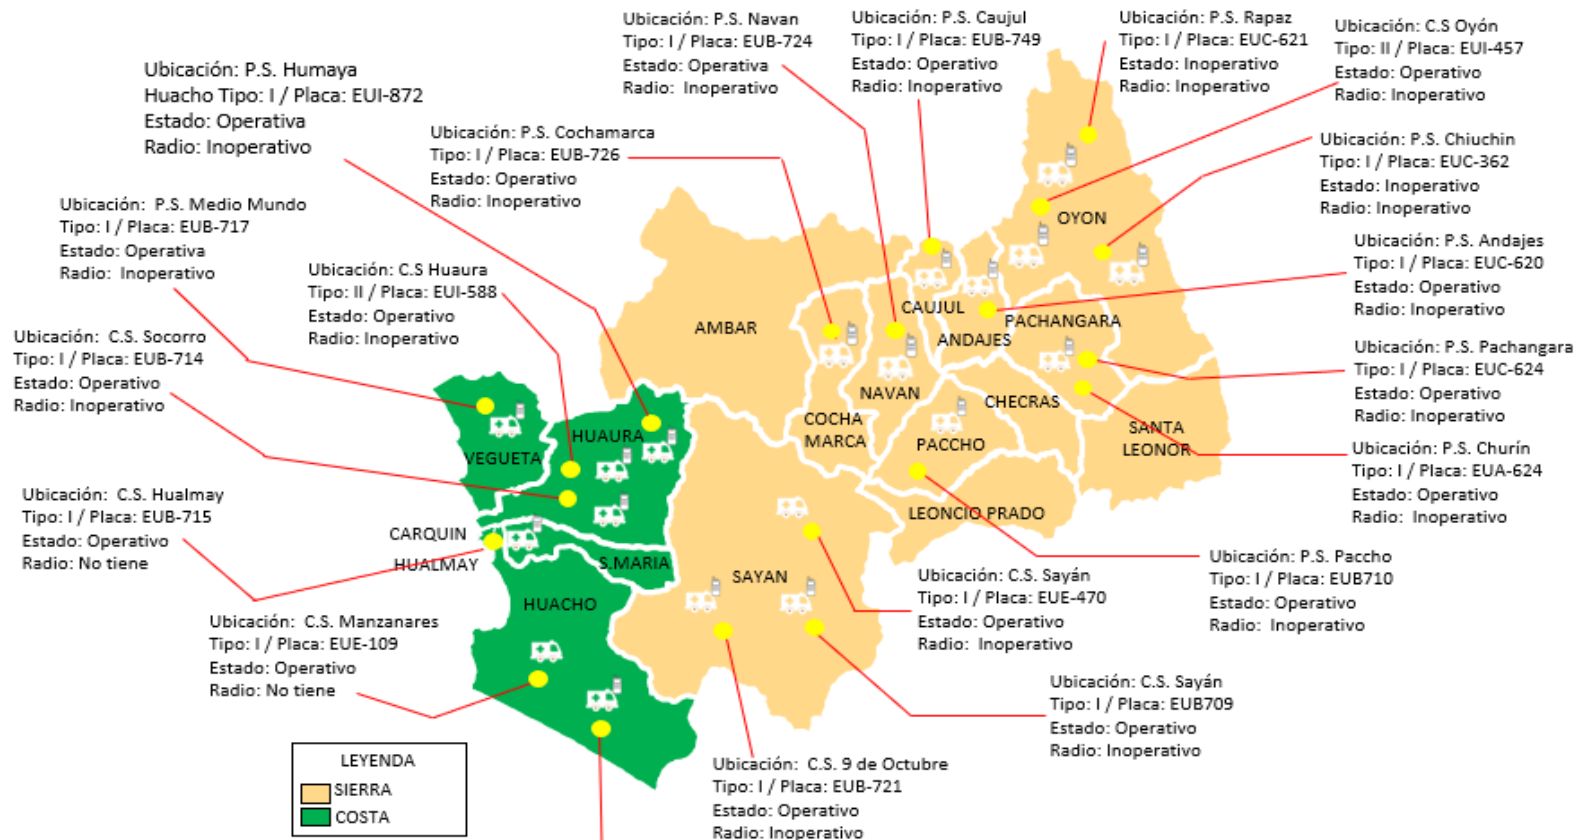 Ubicación: P.S. Humaya
Huacho Tipo: I / Placa: EUI-872
Estado: Operativa
Radio: Inoperativo
Ubicación: P.S. Navan
Tipo: I / Placa: EUB-724
Estado: Operativa
Radio: Inoperativo
Ubicación: P.S. Caujul
Tipo: I / Placa: EUB-749
Estado: Operativo
Radio: Inoperativo
Ubicación: P.S. Rapaz
Tipo: I / Placa: EUC-621
Estado: Inoperativo
Radio: Inoperativo
Ubicación: C.S Oyón
Tipo: II / Placa: EUI-457
Estado: Operativo
Radio: Inoperativo
Ubicación: P.S. Cochamarca
Tipo: I / Placa: EUB-726
Estado: Operativo
Radio: Inoperativo
Ubicación: P.S. Chiuchin
Tipo: I / Placa: EUC-362
Estado: Inoperativo
Radio: Inoperativo
Ubicación: P.S. Medio Mundo
Tipo: I / Placa: EUB-717
Estado: Operativa
Radio: Inoperativo
Ubicación: C.S Huaura
Tipo: II / Placa: EUI-588
Estado: Operativo
Radio: Inoperativo
Ubicación: P.S. Andajes
Tipo: I / Placa: EUC-620
Estado: Operativo
Radio: Inoperativo
Ubicación: C.S. Socorro
Tipo: I / Placa: EUB-714
Estado: Operativo
Radio: Inoperativo
Ubicación: P.S. Pachangara
Tipo: I / Placa: EUC-624
Estado: Operativo
Radio: Inoperativo
OYON
AMBAR
CAUJUL
PACHANGARA
ANDAJES
NAVAN
CHECRAS
COCHA
MARCA
PACCHO
SANTA
LEONOR
HUAURA
VEGUETA
LEONCIO PRADO
CARQUIN
HUALMAY
S.MARIA
SAYAN
HUACHO
Ubicación: P.S. Churín
Tipo: I / Placa: EUA-624
Estado: Operativo
Radio: Inoperativo
Ubicación: C.S. Hualmay
Tipo: I / Placa: EUB-715
Estado: Operativo
Radio: No tiene
Ubicación: P.S. Paccho
Tipo: I / Placa: EUB710
Estado: Operativo
Radio: Inoperativo
Ubicación: C.S. Sayán
Tipo: I / Placa: EUE-470
Estado: Operativo
Radio: Inoperativo
Ubicación: C.S. Manzanares
Tipo: I / Placa: EUE-109
Estado: Operativo
Radio: No tiene
Ubicación: C.S. Sayán
Tipo: I / Placa: EUB709
Estado: Operativo
Radio: Inoperativo
Ubicación: C.S. 9 de Octubre
Tipo: I / Placa: EUB-721
Estado: Operativo
Radio: Inoperativo
LEYENDA
SIERRA
COSTA